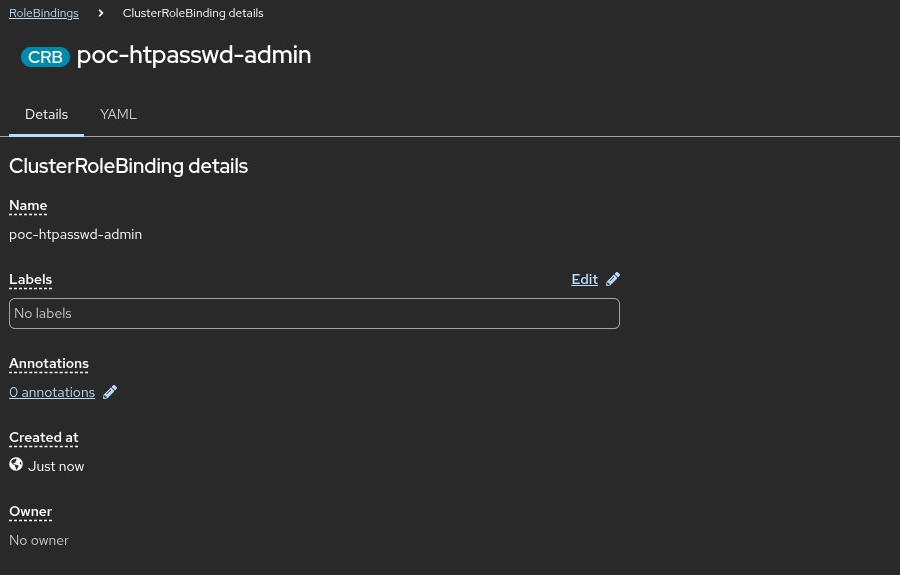 RoleBindings > ClusterRoleBinding details
CRB poc-htpasswd-admin
Details YAML
ClusterRoleBinding details
Name
poc-htpasswd-admin
Labels Edit
No labels
Annotations
0 annotations
Created at
Just now
Owner
No owner